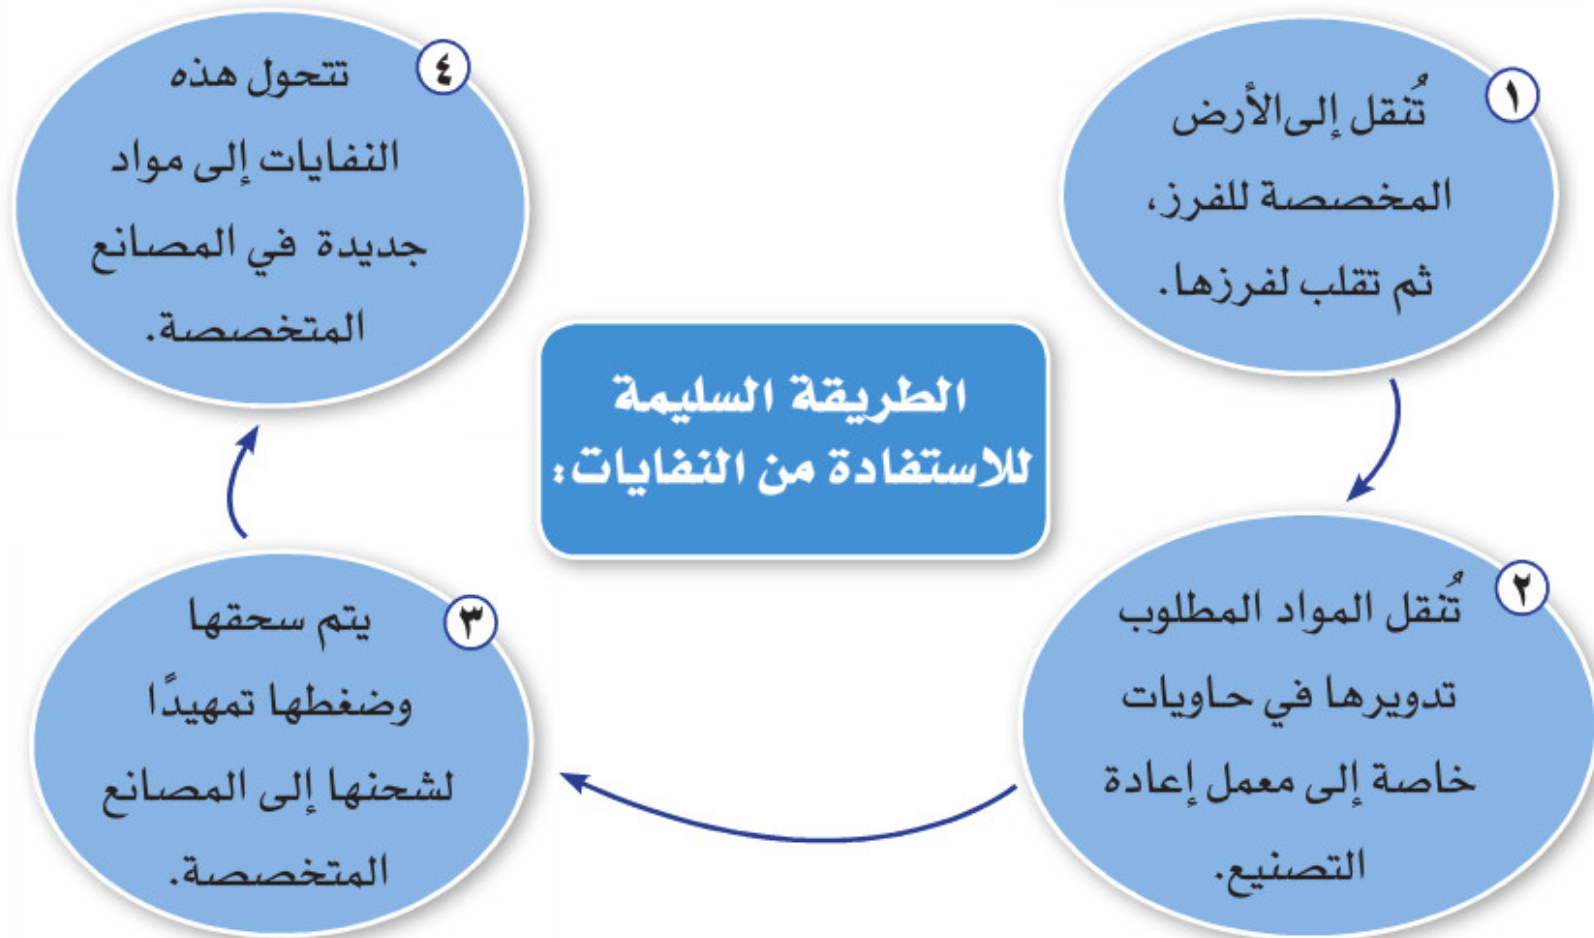 الطريقة السليمة
للاستفادة من النفايات:
١
تُنقل إلى الأرض
المخصصة للفرز،
ثم تقلب لفرزها.
٢
تُنقل المواد المطلوب
تدويرها في حاويات
خاصة إلى معمل إعادة
التصنيع.
٣
يتم سحقها
وضغطها تمهيدًا
لشحنها إلى المصانع
المتخصصة.
٤
تتحول هذه
النفايات إلى مواد
جديدة في المصانع
المتخصصة.